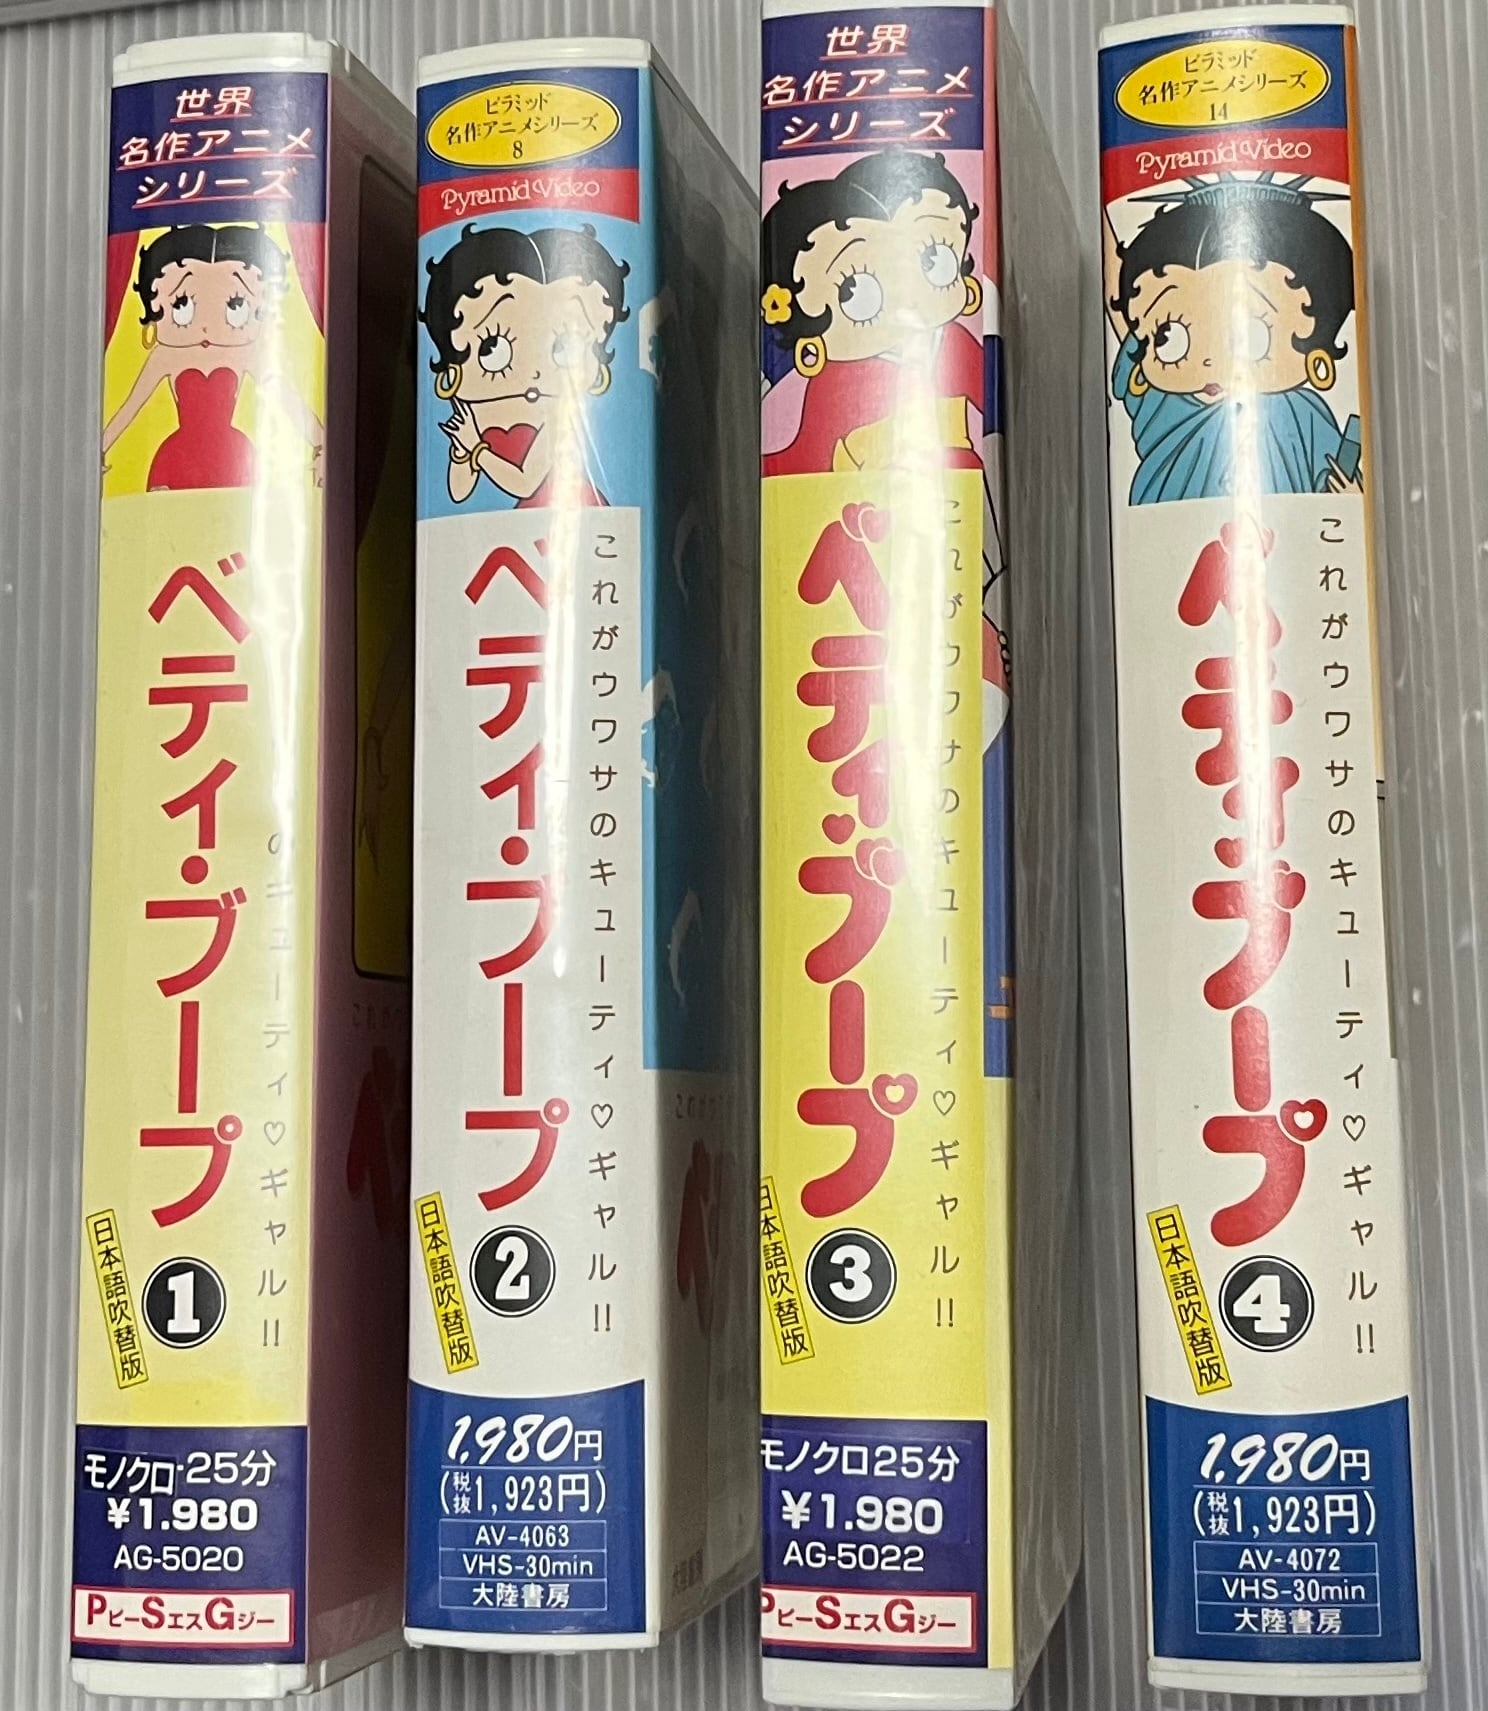 世界
名作アニメ
シリーズ
ベティ・ブープ
のキューティ♡ギャル!!
日本語吹替版
1
モノクロ・25分
¥1.980
AG-5020
PピーSエスGジー
ピラミッド
名作アニメシリーズ
8
Pyramid Video
これがウワサのキューティ♡ギャル!!
ベティ・ブープ
日本語吹替版
2
1,980円
(税抜1,923円)
AV-4063
VHS-30min
大陸書房
世界
名作アニメ
シリーズ
これがウワサのキューティ♡ギャル!!
ベティ・ブープ
日本語吹替版
3
モノクロ25分
¥1.980
AG-5022
PピーSエスGジー
ピラミッド
名作アニメシリーズ
14
Pyramid Video
これがウワサのキューティ♡ギャル!!
ベティ・ブープ
日本語吹替版
4
1,980円
(税抜1,923円)
AV-4072
VHS-30min
大陸書房